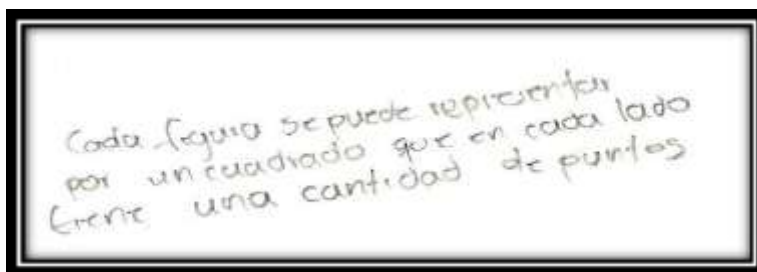 Cada figura se puede representar
por un cuadrado que en cada lado
tiene una cantidad de puntos